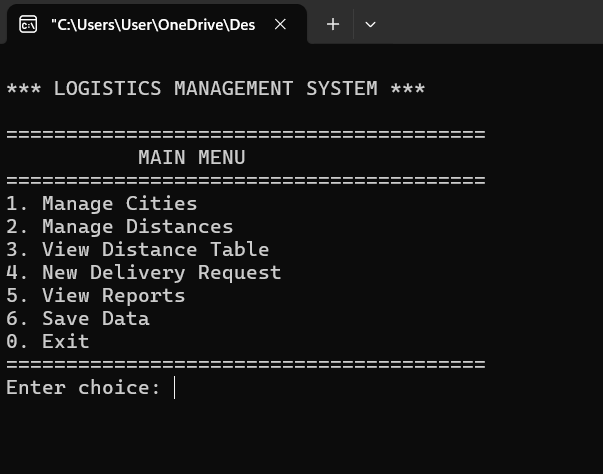 "C:\Users\User\OneDrive\Des
*** LOGISTICS MANAGEMENT SYSTEM ***
========================================
MAIN MENU
========================================
1. Manage Cities
2. Manage Distances
3. View Distance Table
4. New Delivery Request
5. View Reports
6. Save Data
0. Exit
========================================
Enter choice: